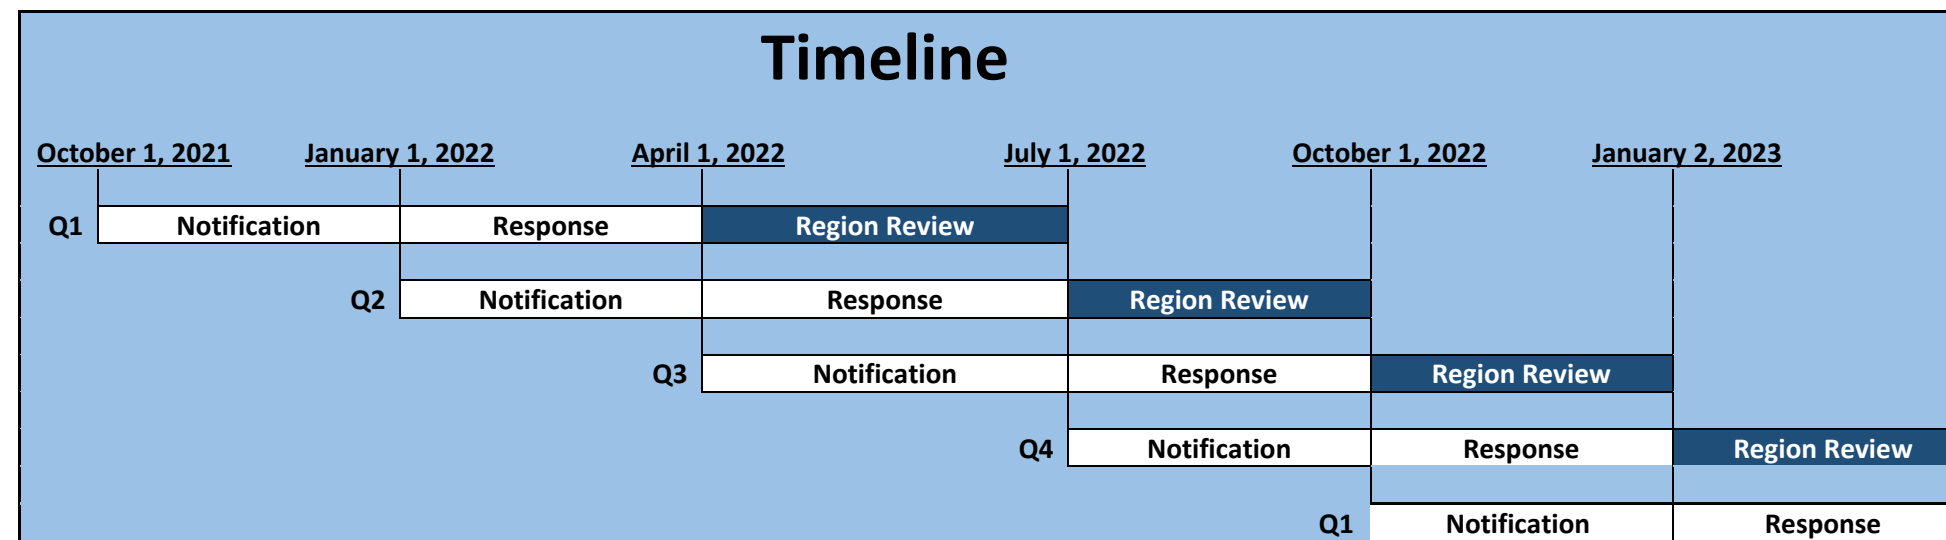 Timeline
October 1, 2021 January 1, 2022 April 1, 2022 July 1, 2022 October 1, 2022 January 2, 2023
Q1 Notification Response Region Review
Q2 Notification Response Region Review
Q3 Notification Response Region Review
Q4 Notification Response Region Review
Q1 Notification Response